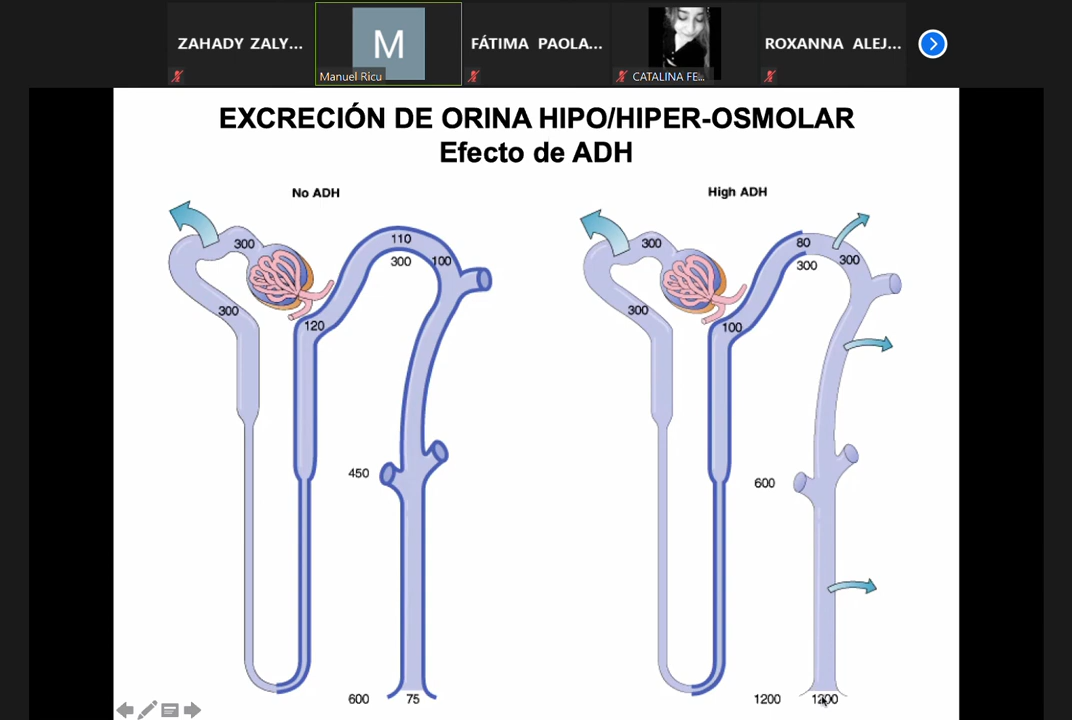 ZAHADY ZALY...
M
Manuel Ricu
FÁTIMA PAOLA...
CATALINA FE...
ROXANNA ALEJ...
EXCRECIÓN DE ORINA HIPO/HIPER-OSMOLAR
Efecto de ADH
No ADH
300
110
300
100
300
120
450
600
75
High ADH
300
80
300
300
300
100
600
1200
1200